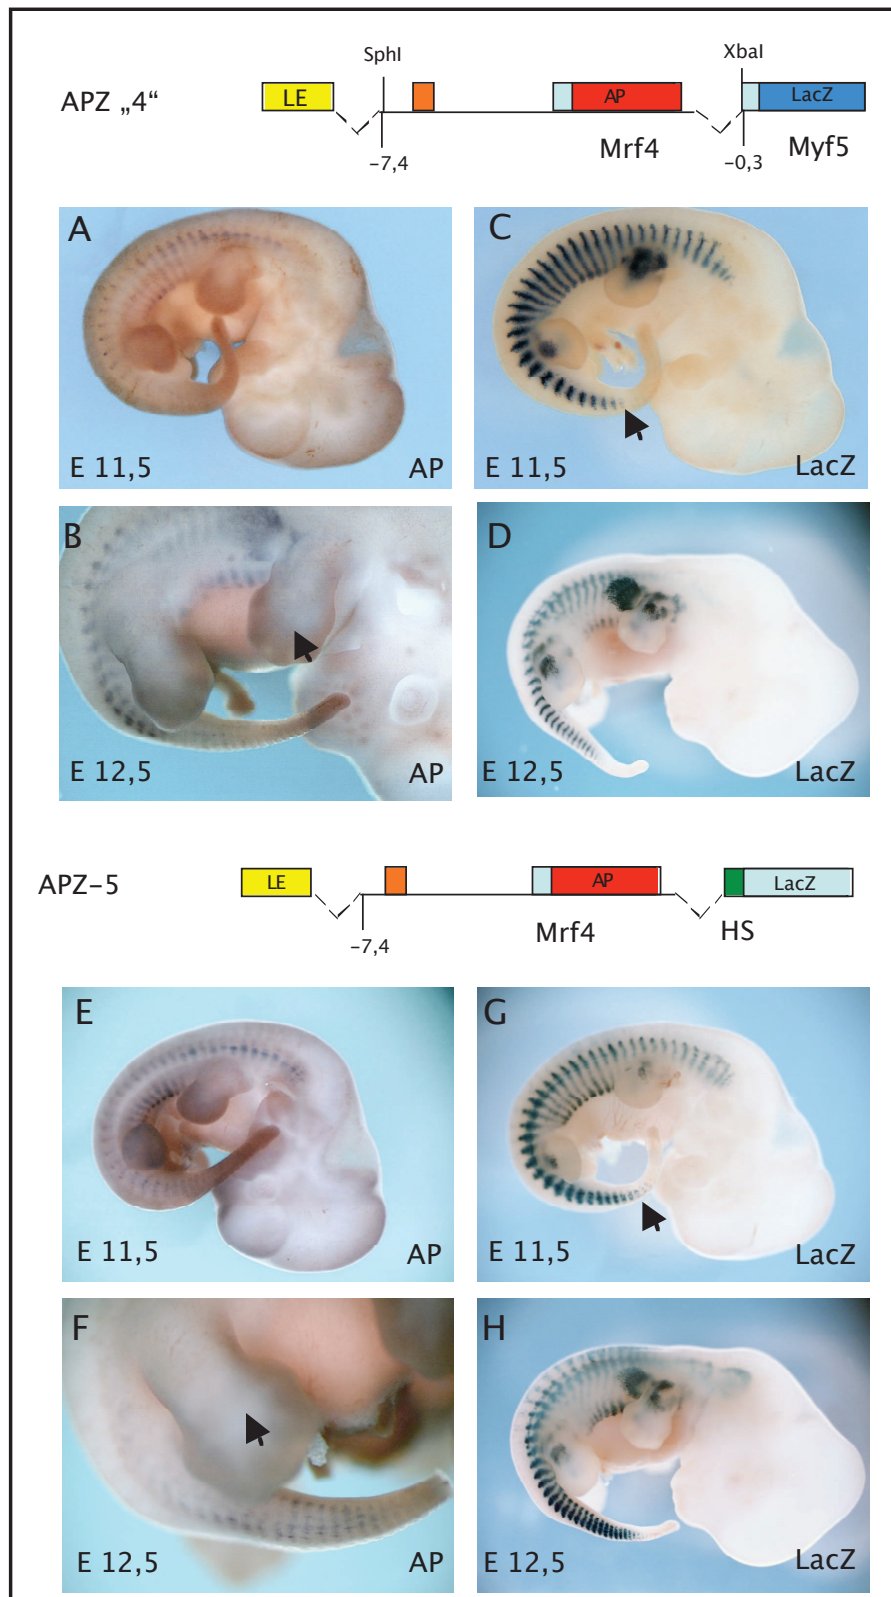 SphI
XbaI
APZ „4“
LE
AP
LacZ
Mrf4
Myf5
-7,4
-0,3
A
E 11,5
AP
C
E 11,5
LacZ
B
E 12,5
AP
D
E 12,5
LacZ
APZ-5
LE
AP
LacZ
Mrf4
HS
-7,4
E
E 11,5
AP
G
E 11,5
LacZ
F
E 12,5
AP
H
E 12,5
LacZ